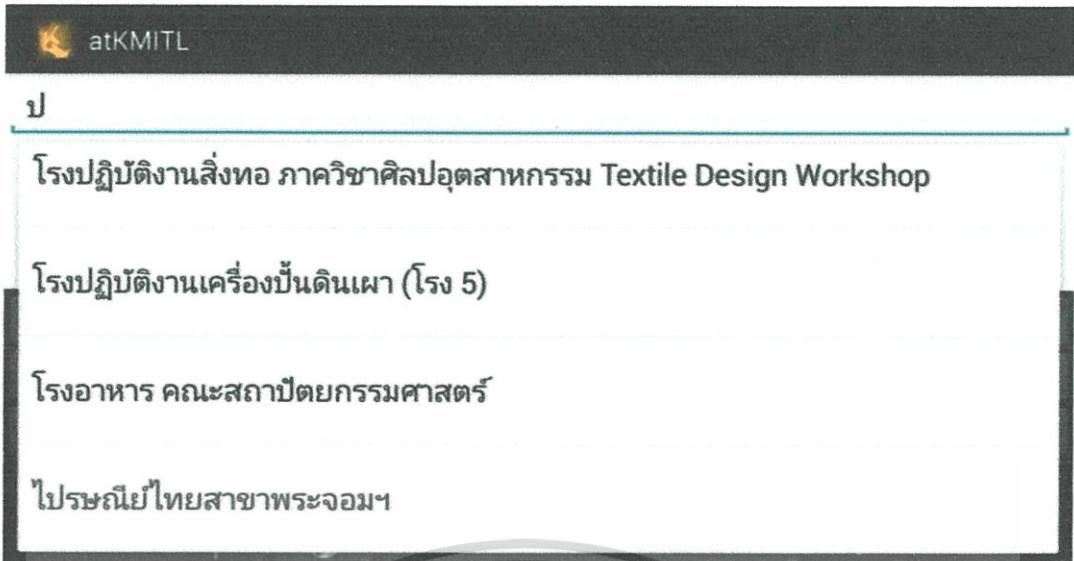 atKMITL
ป
โรงปฏิบัติงานสิ่งทอ ภาควิชาศิลปอุตสาหกรรม Textile Design Workshop
โรงปฏิบัติงานเครื่องปั้นดินเผา (โรง 5)
โรงอาหาร คณะสถาปัตยกรรมศาสตร์
ไปรษณีย์ไทยสาขาพระจอมฯ